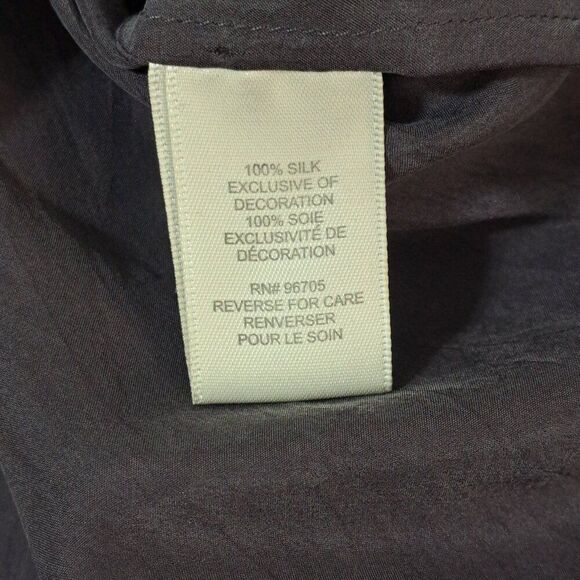 100% SILK
EXCLUSIVE OF
DECORATION
100% SOIE
EXCLUSIVITÉ DE
DÉCORATION
RN# 96705
REVERSE FOR CARE
RENVERSER
POUR LE SOIN